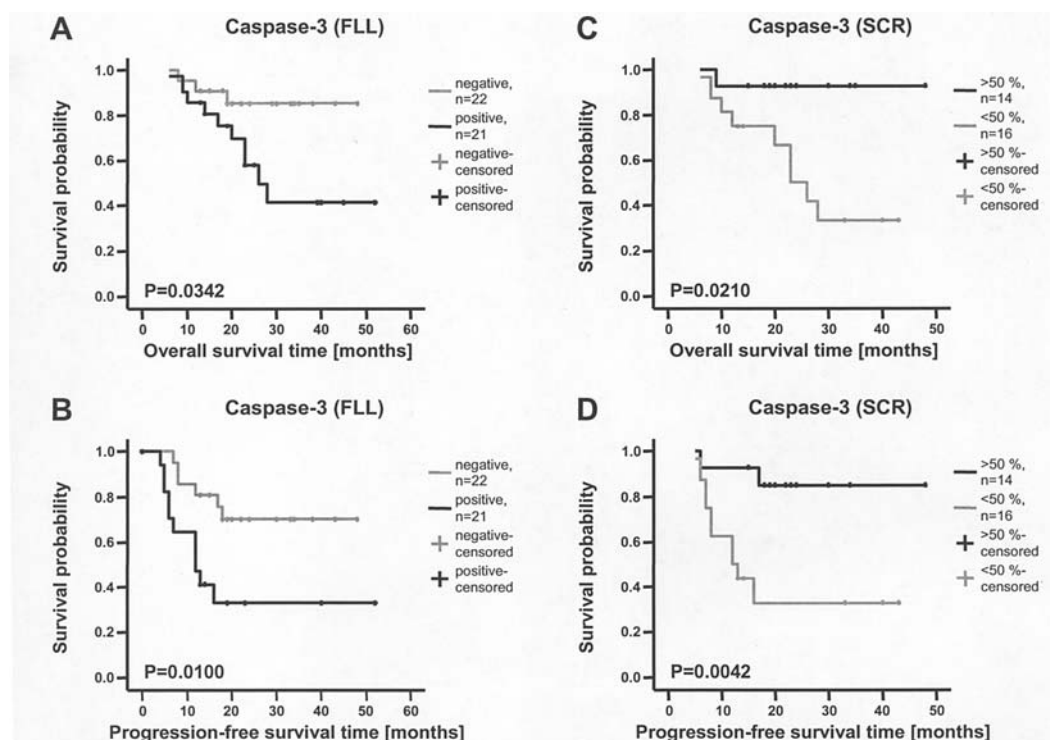 A
Caspase-3 (FLL)
Survival probability
1.0
0.8
0.6
0.4
0.2
0.0
P=0.0342
0 10 20 30 40 50 60
Overall survival time [months]
negative,
n=22
positive,
n=21
negative-
censored
positive-
censored
C
Caspase-3 (SCR)
Survival probability
1.0
0.8
0.6
0.4
0.2
0.0
P=0.0210
0 10 20 30 40 50
Overall survival time [months]
>50 %,
n=14
<50 %,
n=16
>50 %-
censored
<50 %-
censored
B
Caspase-3 (FLL)
Survival probability
1.0
0.8
0.6
0.4
0.2
0.0
P=0.0100
0 10 20 30 40 50 60
Progression-free survival time [months]
negative,
n=22
positive,
n=21
negative-
censored
positive-
censored
D
Caspase-3 (SCR)
Survival probability
1.0
0.8
0.6
0.4
0.2
0.0
P=0.0042
0 10 20 30 40 50
Progression-free survival time [months]
>50 %,
n=14
<50 %,
n=16
>50 %-
censored
<50 %-
censored